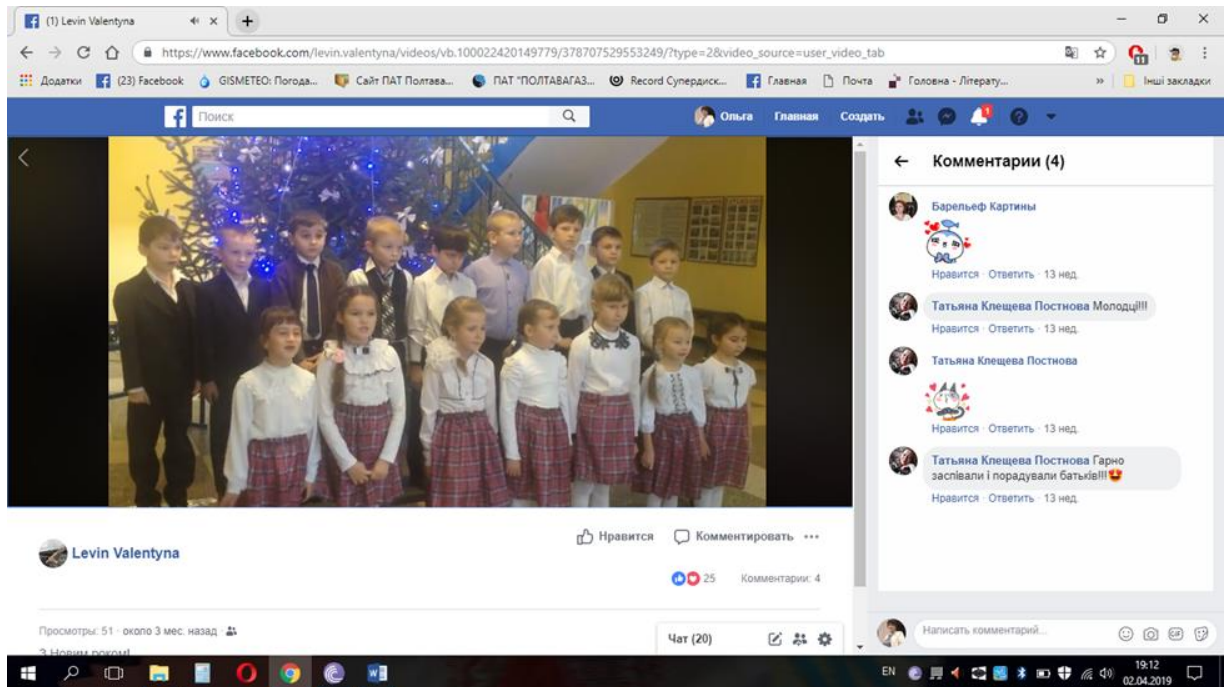 (1) Levin Valentyna
https://www.facebook.com/levin.valentyna/videos/vb.100022420149779/378707529553249/?type=2&video_source=user_video_tab
11
Додатки (23) Facebook GISMETEO: Погода... Сайт ПАТ Полтава... ПАТ "ПОЛТАВАГАЗ... Record Супердиск... Главная Почта Головна - Літерату... » Інші закладки
Поиск Ольга Главная Создать 1
Комментарии (4)
Барельеф Картины
Нравится · Ответить · 13 нед.
Татьяна Клещева Постнова Молодці!!!
Нравится · Ответить · 13 нед.
Татьяна Клещева Постнова
Нравится · Ответить · 13 нед.
Татьяна Клещева Постнова Гарно
заспівали і порадували батьків!!!😍
Нравится · Ответить · 13 нед.
Levin Valentyna
Нравится Комментировать ...
25 Комментарии: 4
Просмотры: 51 · около 3 мес. назад ·
З Новим роком!
Чат (20)
Написать комментарий...
GIF
EN
19:12
02.04.2019